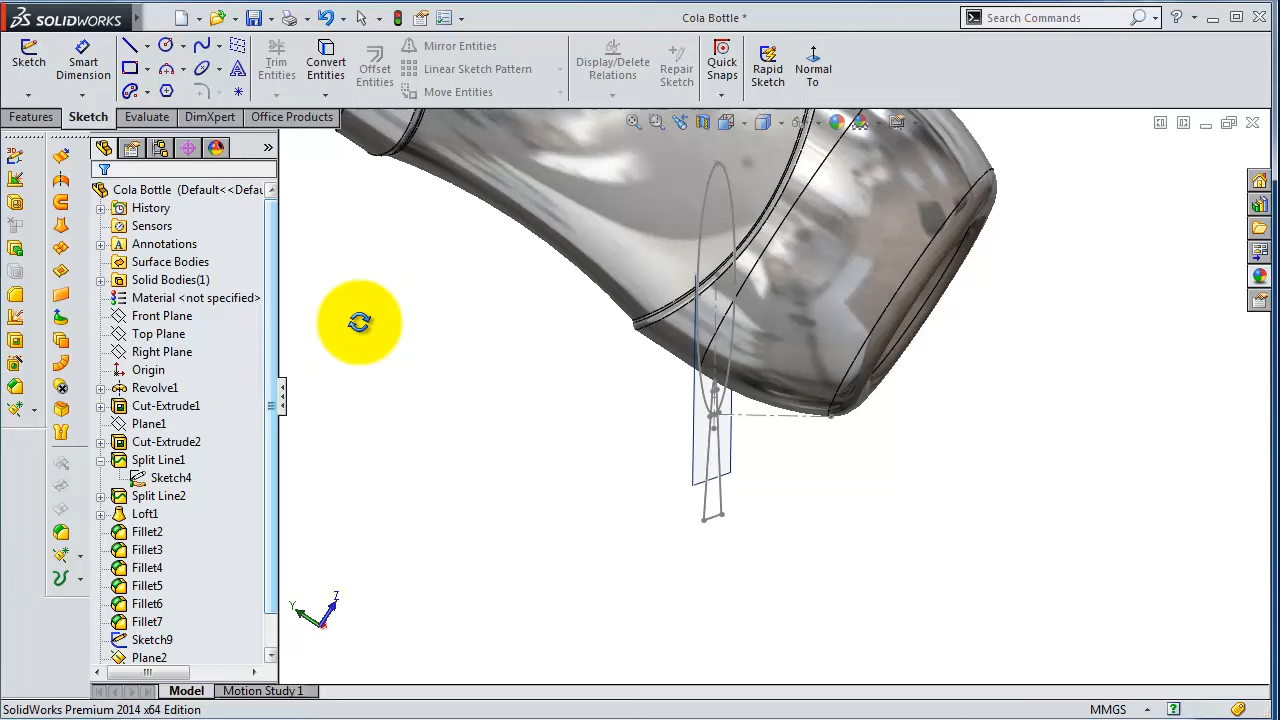 SOLIDWORKS
Cola Bottle *
Search Commands
Sketch
Smart Dimension
Trim Entities
Convert Entities
Offset Entities
Mirror Entities
Linear Sketch Pattern
Move Entities
Display/Delete Relations
Repair Sketch
Quick Snaps
Rapid Sketch
Normal To
Features
Sketch
Evaluate
DimXpert
Office Products
Cola Bottle (Default<<Defau
History
Sensors
Annotations
Surface Bodies
Solid Bodies(1)
Material <not specified>
Front Plane
Top Plane
Right Plane
Origin
Revolve1
Cut-Extrude1
Plane1
Cut-Extrude2
Split Line1
Sketch4
Split Line2
Loft1
Fillet2
Fillet3
Fillet4
Fillet5
Fillet6
Fillet7
Sketch9
Plane2
Y
Z
Model
Motion Study 1
SolidWorks Premium 2014 x64 Edition
MMGS